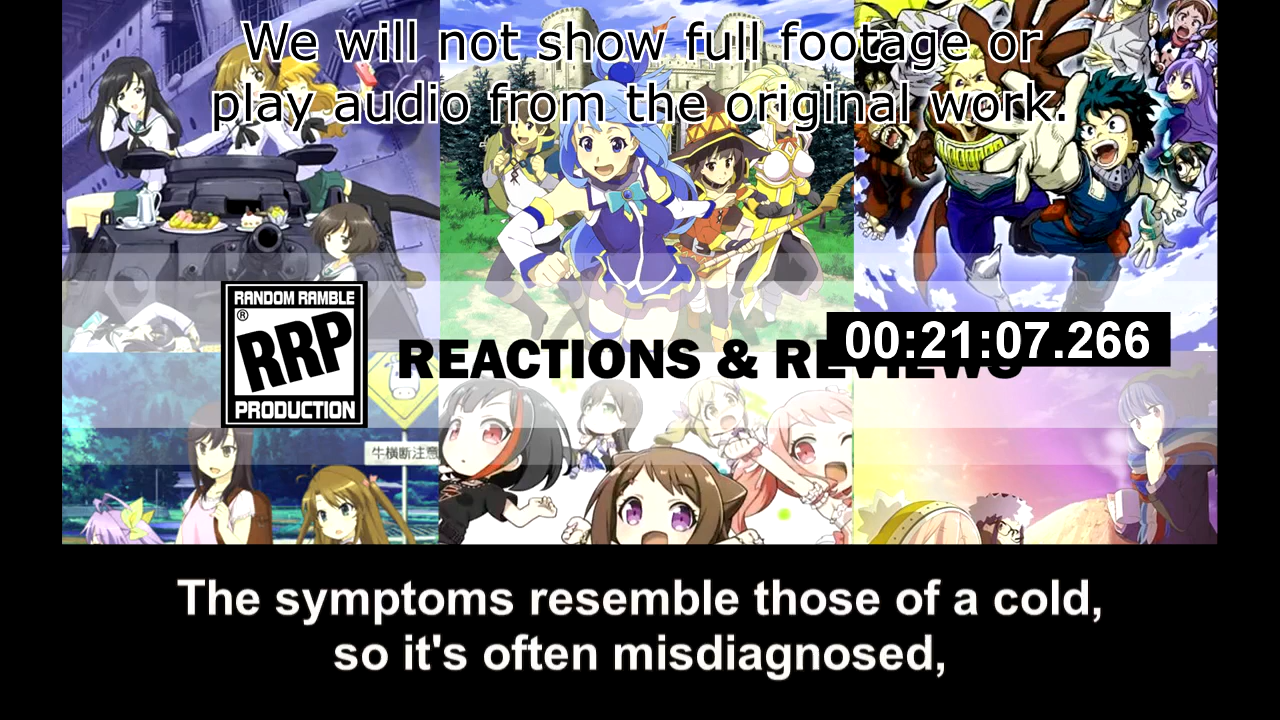 We will not show full footage or
play audio from the original work.
RANDOM RAMBLE
®
RRP
PRODUCTION
REACTIONS & REVIEWS
00:21:07.266
牛横断注意
The symptoms resemble those of a cold,
so it's often misdiagnosed,